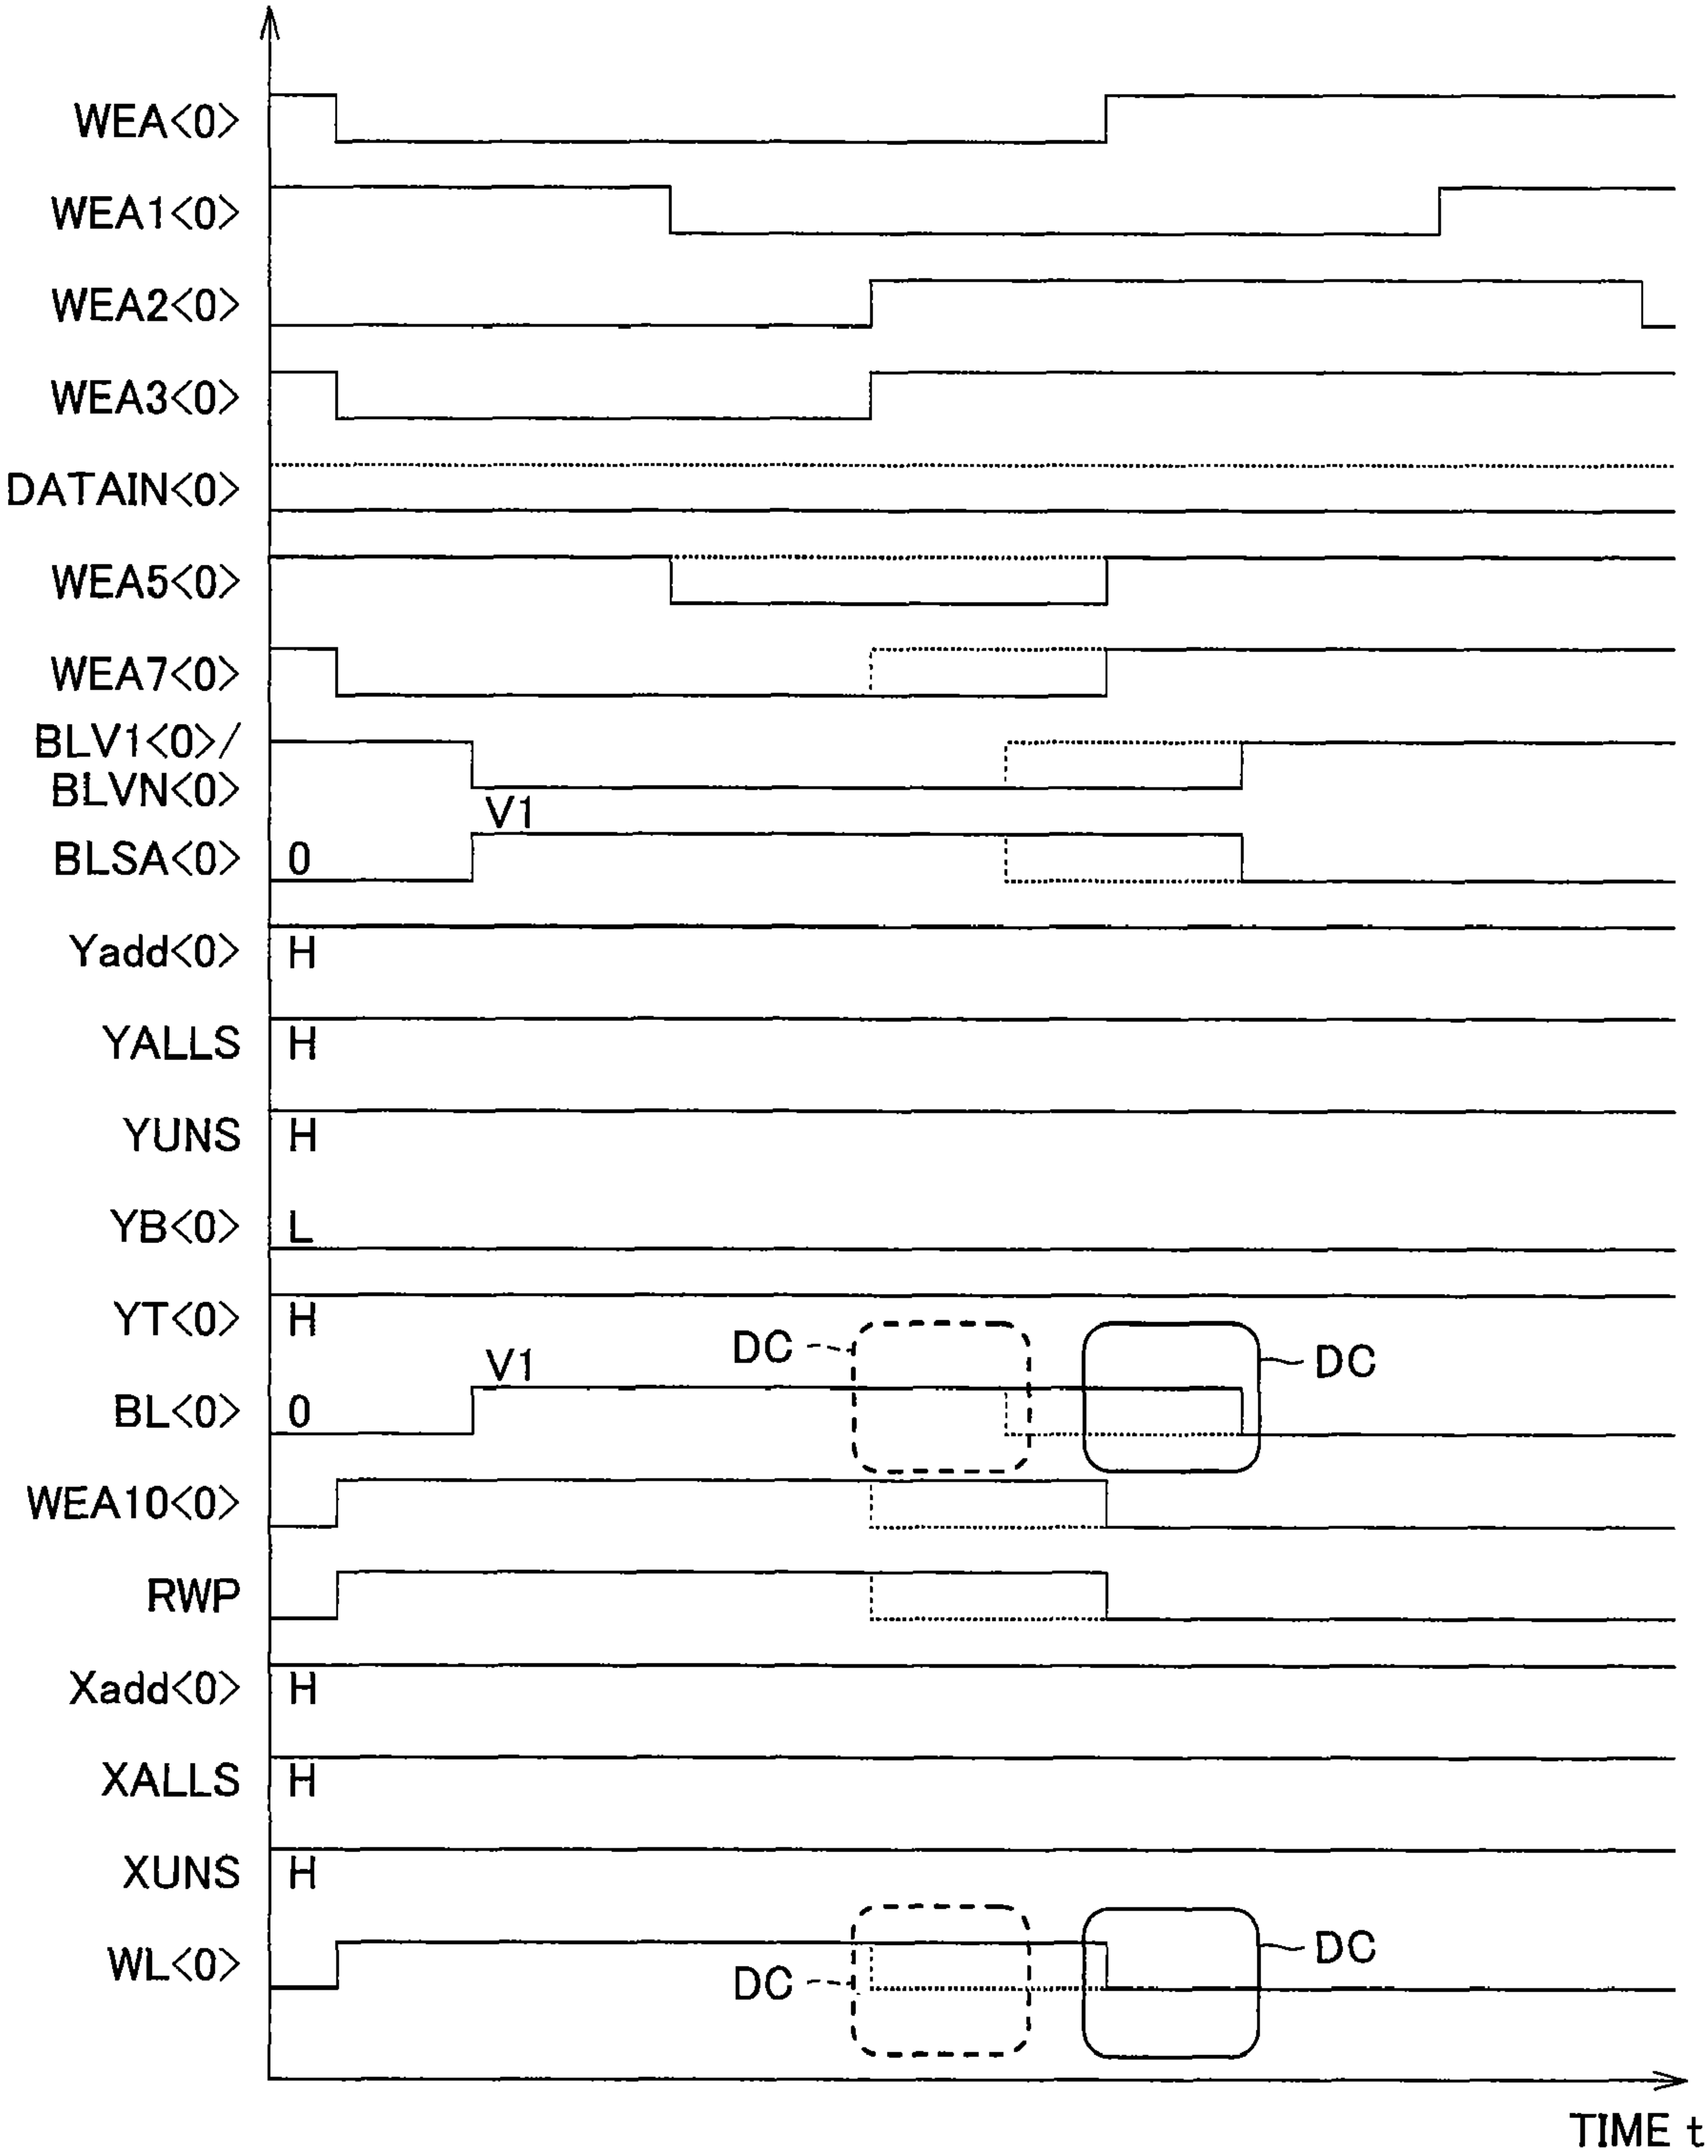 WEA<0>
WEA1<0>
WEA2<0>
WEA3<0>
DATAIN<0>
WEA5<0>
WEA7<0>
BLV1<0>/
BLVN<0>
V1
BLSA<0> 0
Yadd<0> H
YALLS H
YUNS H
YB<0> L
YT<0> H
DC DC
V1
BL<0> 0
WEA10<0>
RWP
Xadd<0> H
XALLS H
XUNS H
WL<0> DC
DC
TIME t